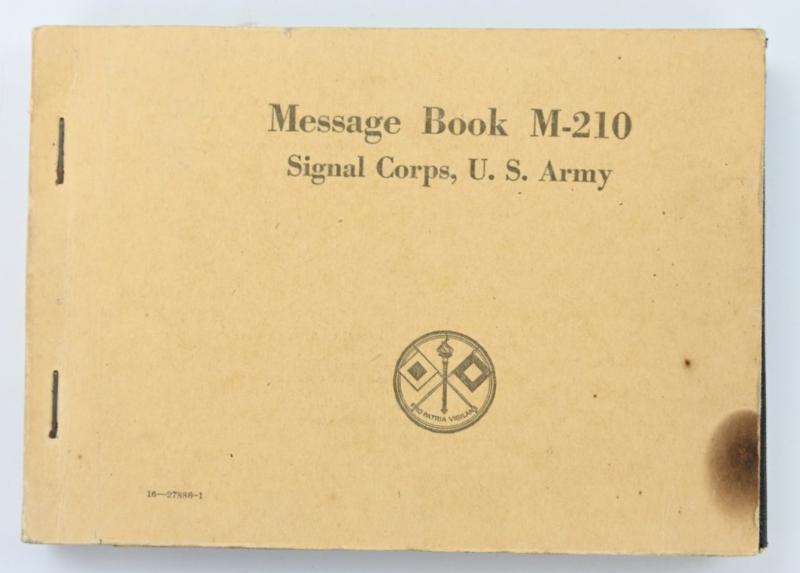 Message Book M-210
Signal Corps, U. S. Army
PRO PATRIA VIGILANS
16—27886-1